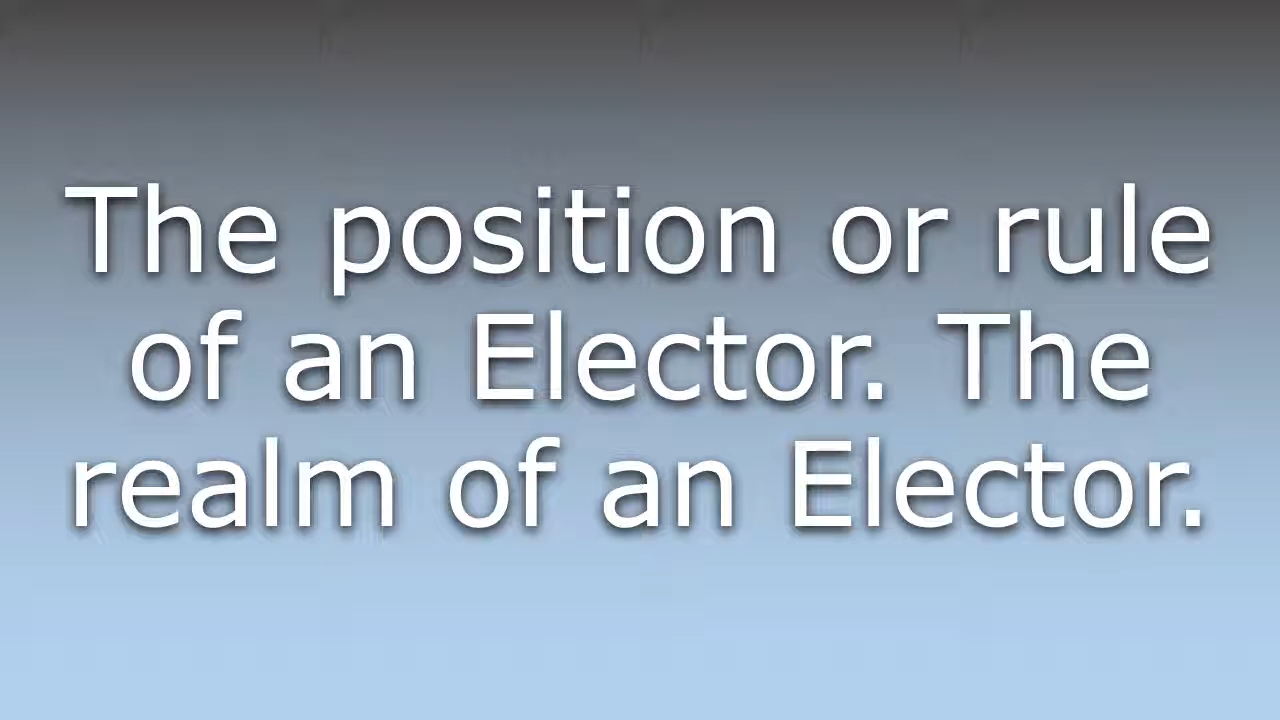 The position or rule
of an Elector. The
realm of an Elector.